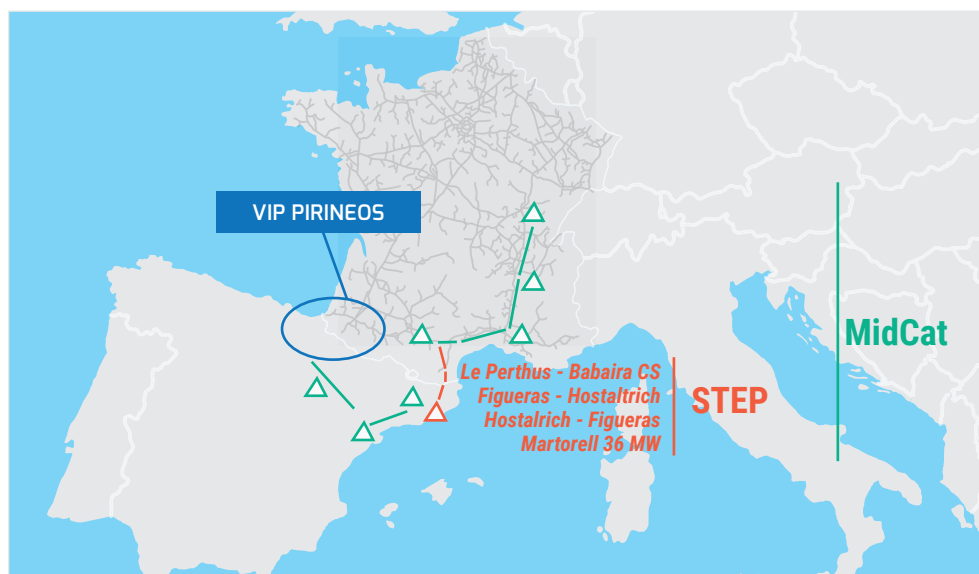 VIP PIRINEOS
MidCat
Le Perthus - Babaira CS
Figueras - Hostaltrich
Hostalrich - Figueras
Martorell 36 MW
STEP